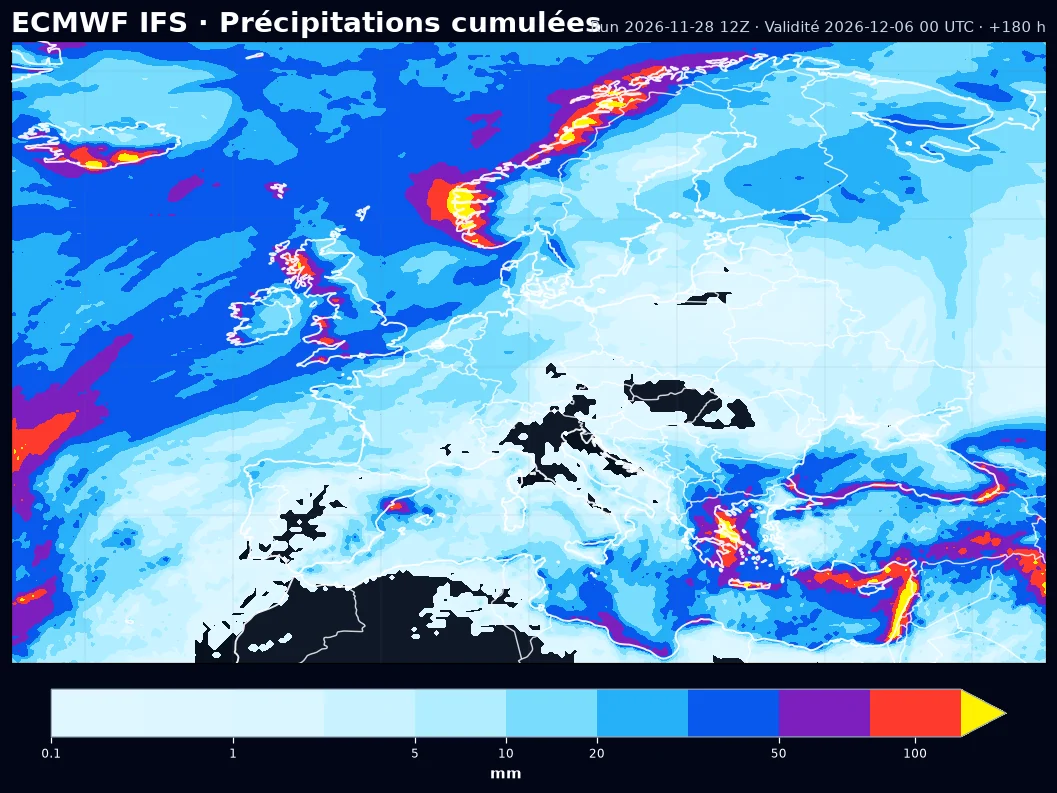 ECMWF IFS · Précipitations cumulées
Run 2026-11-28 12Z · Validité 2026-12-06 00 UTC · +180 h
0.1 1 5 10 20 50 100
mm